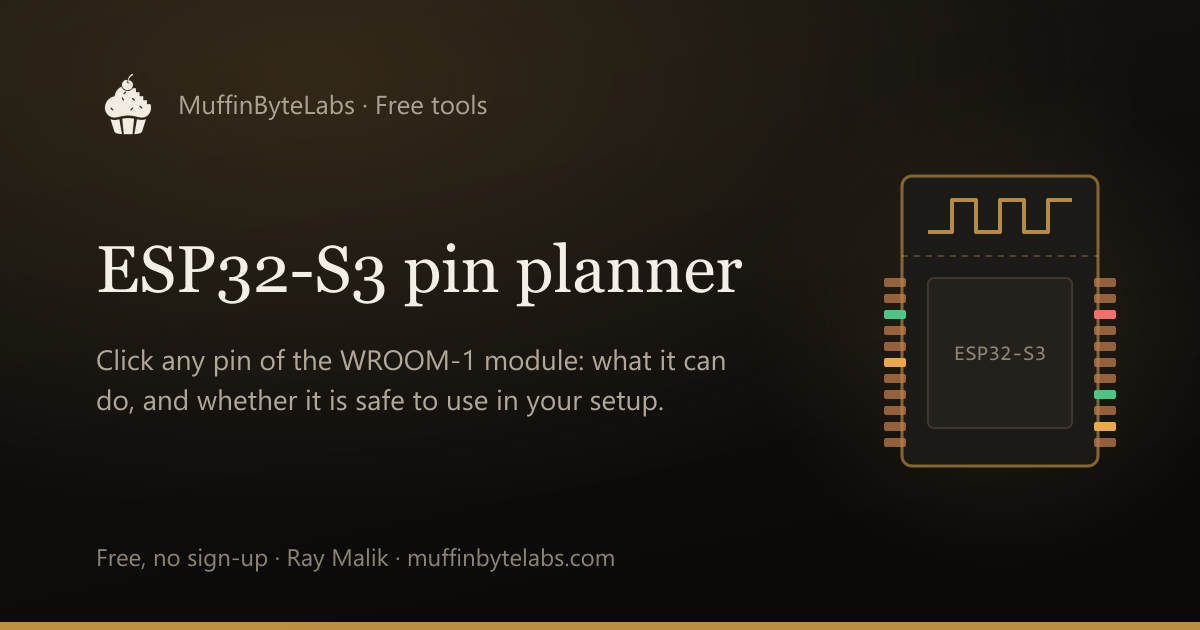 MuffinByteLabs · Free tools
ESP32-S3 pin planner
Click any pin of the WROOM-1 module: what it can
do, and whether it is safe to use in your setup.
ESP32-S3
Free, no sign-up · Ray Malik · muffinbytelabs.com